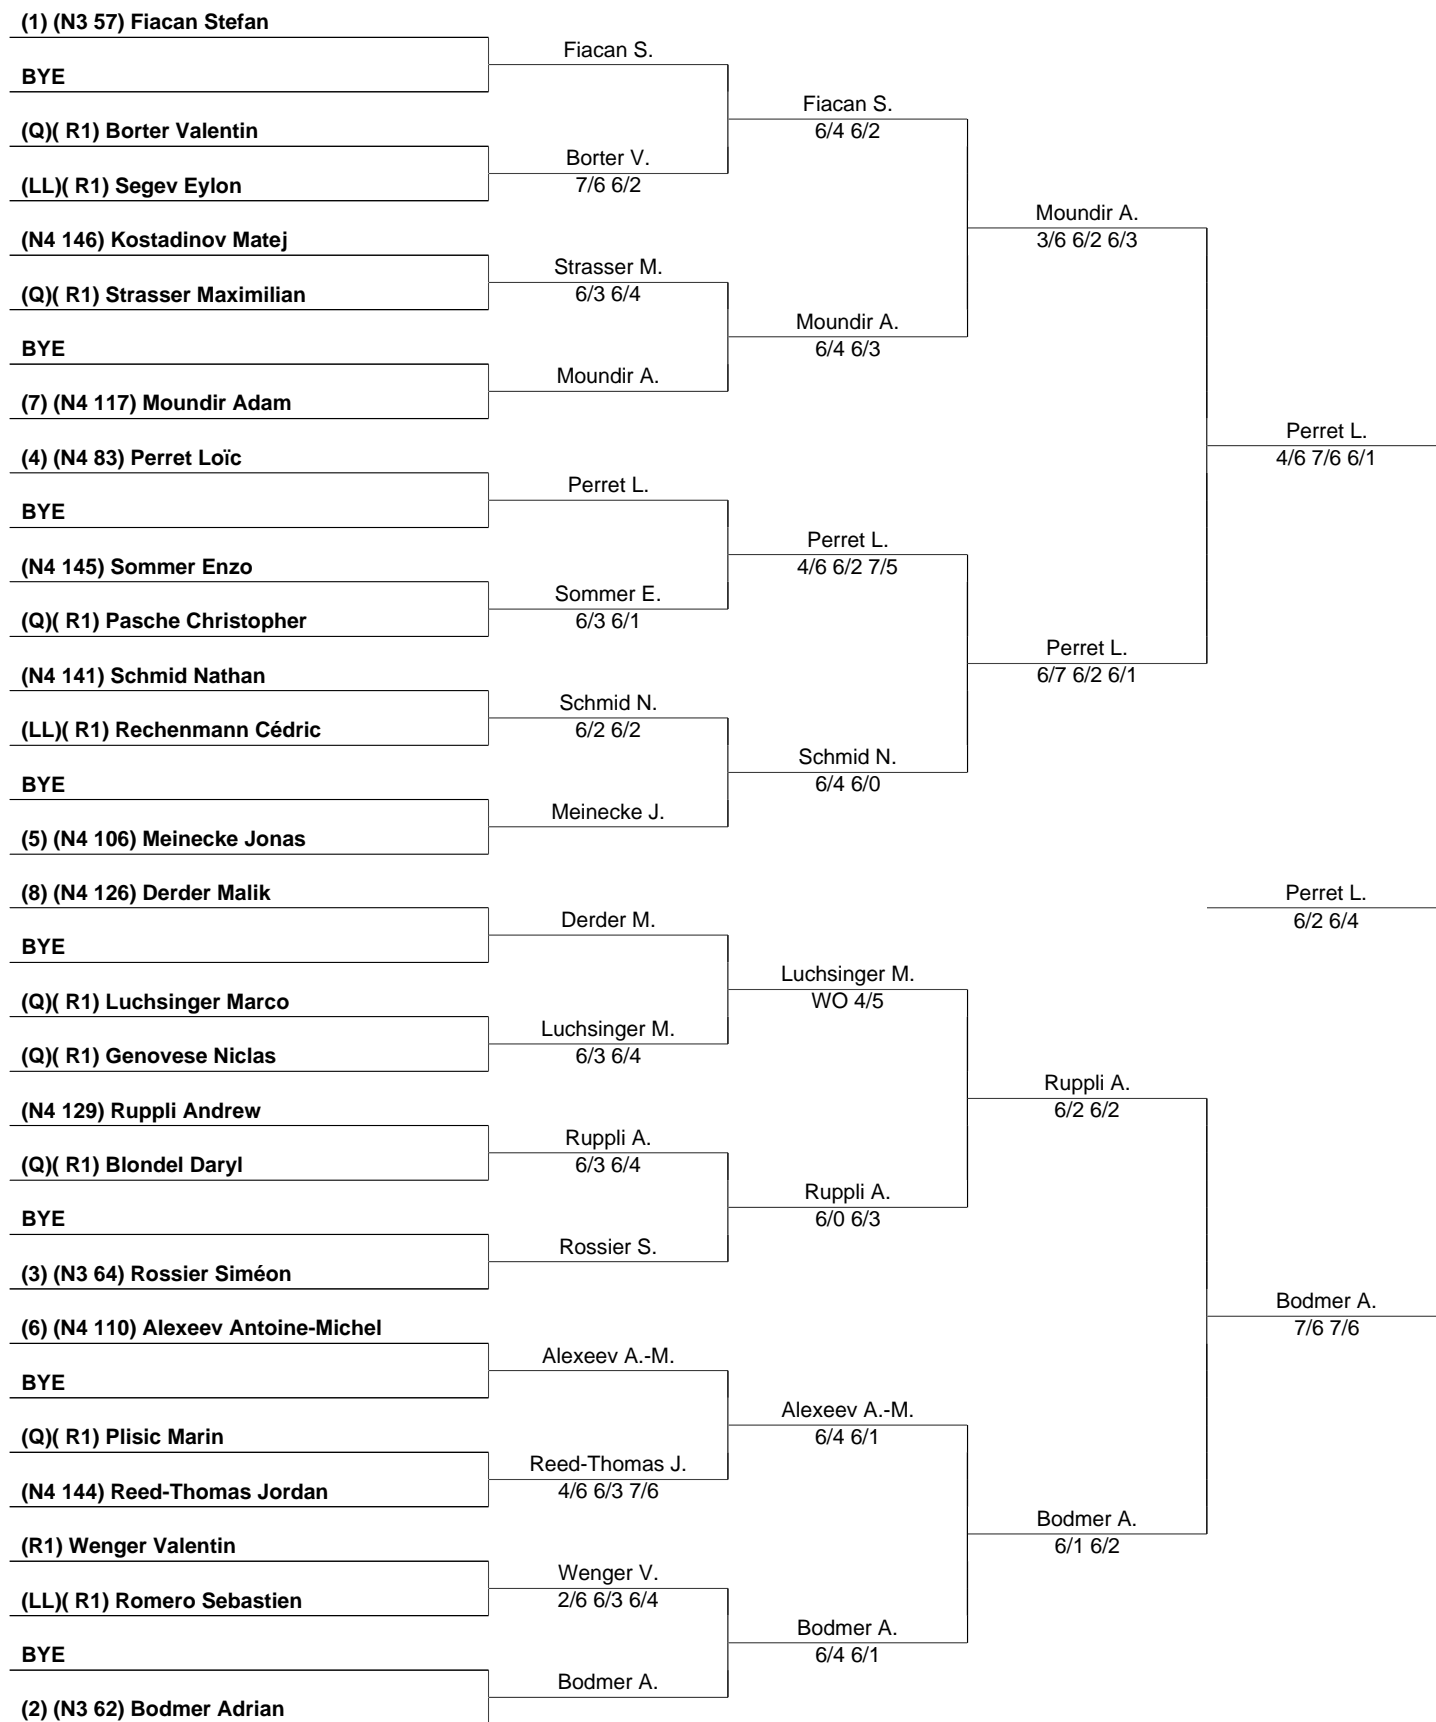 (1) (N3 57) Fiacan Stefan
BYE
(Q)( R1) Borter Valentin
(LL)( R1) Segev Eylon
(N4 146) Kostadinov Matej
(Q)( R1) Strasser Maximilian
BYE
(7) (N4 117) Moundir Adam
(4) (N4 83) Perret Loïc
BYE
(N4 145) Sommer Enzo
(Q)( R1) Pasche Christopher
(N4 141) Schmid Nathan
(LL)( R1) Rechenmann Cédric
BYE
(5) (N4 106) Meinecke Jonas
(8) (N4 126) Derder Malik
BYE
(Q)( R1) Luchsinger Marco
(Q)( R1) Genovese Niclas
(N4 129) Ruppli Andrew
(Q)( R1) Blondel Daryl
BYE
(3) (N3 64) Rossier Siméon
(6) (N4 110) Alexeev Antoine-Michel
BYE
(Q)( R1) Plisic Marin
(N4 144) Reed-Thomas Jordan
(R1) Wenger Valentin
(LL)( R1) Romero Sebastien
BYE
(2) (N3 62) Bodmer Adrian
Fiacan S.
Borter V.
7/6 6/2
Strasser M.
6/3 6/4
Moundir A.
Perret L.
Sommer E.
6/3 6/1
Schmid N.
6/2 6/2
Meinecke J.
Derder M.
Luchsinger M.
6/3 6/4
Ruppli A.
6/3 6/4
Rossier S.
Alexeev A.-M.
Reed-Thomas J.
4/6 6/3 7/6
Wenger V.
2/6 6/3 6/4
Bodmer A.
Fiacan S.
6/4 6/2
Moundir A.
6/4 6/3
Perret L.
4/6 6/2 7/5
Schmid N.
6/4 6/0
Luchsinger M.
WO 4/5
Ruppli A.
6/0 6/3
Alexeev A.-M.
6/4 6/1
Bodmer A.
6/4 6/1
Moundir A.
3/6 6/2 6/3
Perret L.
6/7 6/2 6/1
Ruppli A.
6/2 6/2
Bodmer A.
6/1 6/2
Perret L.
4/6 7/6 6/1
Perret L.
6/2 6/4
Bodmer A.
7/6 7/6